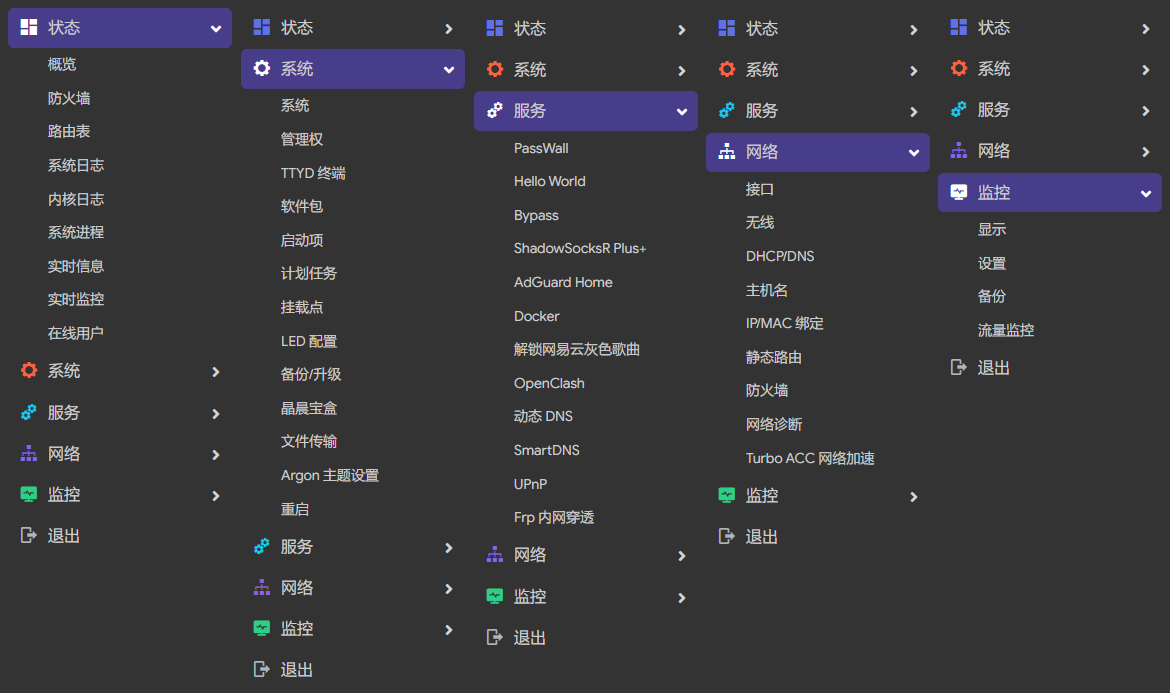 状态
概览
防火墙
路由表
系统日志
内核日志
系统进程
实时信息
实时监控
在线用户
系统
服务
网络
监控
退出
状态
系统
系统
管理权
TTYD 终端
软件包
启动项
计划任务
挂载点
LED 配置
备份/升级
晶晨宝盒
文件传输
Argon 主题设置
重启
服务
网络
监控
退出
状态
系统
服务
PassWall
Hello World
Bypass
ShadowSocksR Plus+
AdGuard Home
Docker
解锁网易云灰色歌曲
OpenClash
动态 DNS
SmartDNS
UPnP
Frp 内网穿透
网络
监控
退出
状态
系统
服务
网络
接口
无线
DHCP/DNS
主机名
IP/MAC 绑定
静态路由
防火墙
网络诊断
Turbo ACC 网络加速
监控
退出
状态
系统
服务
网络
监控
显示
设置
备份
流量监控
退出